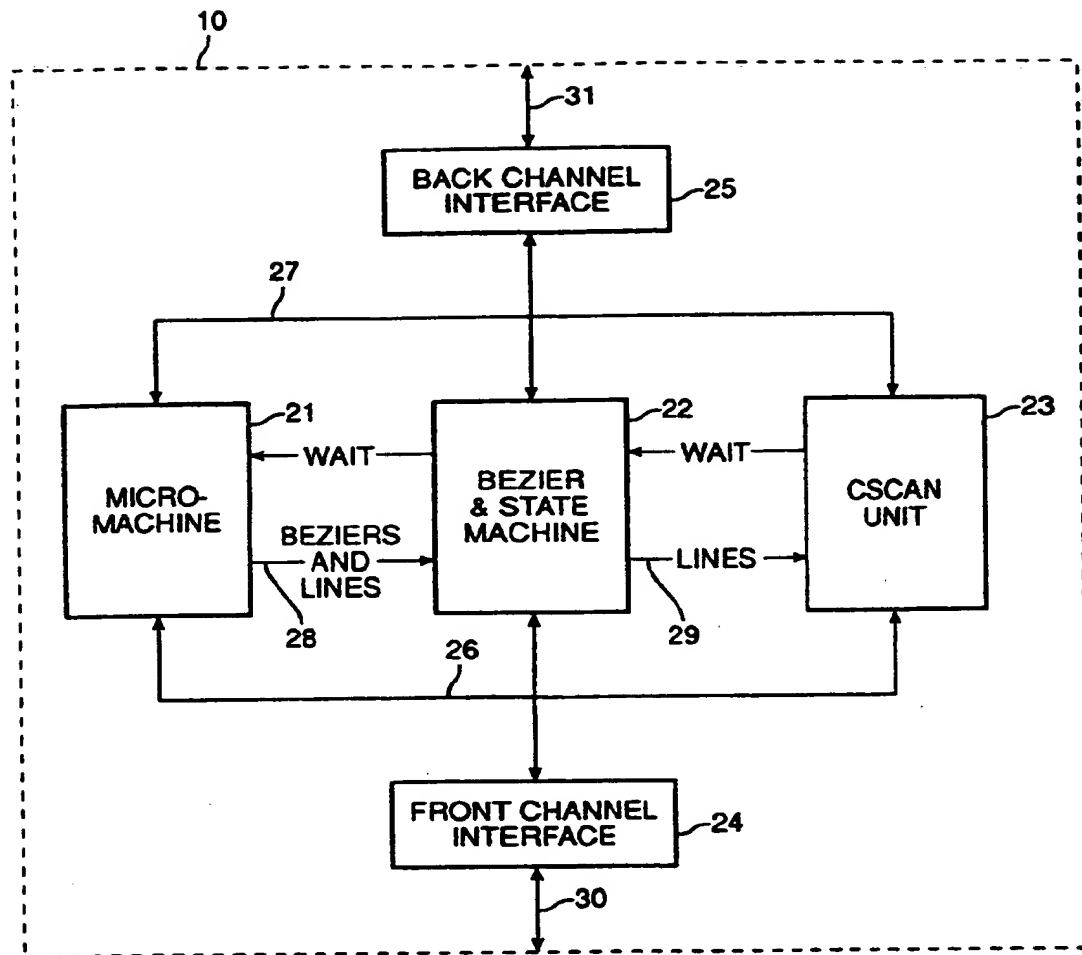 10
31
BACK CHANNEL
INTERFACE
25
27
21
22
23
WAIT
WAIT
MICRO-
MACHINE
BEZIER
& STATE
MACHINE
CSCAN
UNIT
BEZIERS
AND
LINES
LINES
28
29
26
FRONT CHANNEL
INTERFACE
24
30